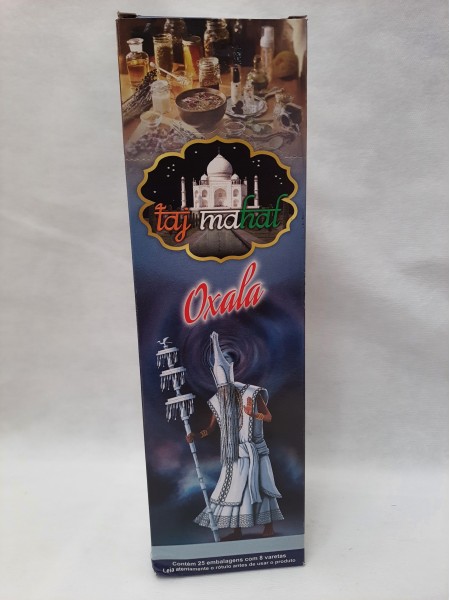 taj mahal
Oxala
Contém 25 embalagens com 8 varetas
Leia atentamente o rótulo antes de usar o produto